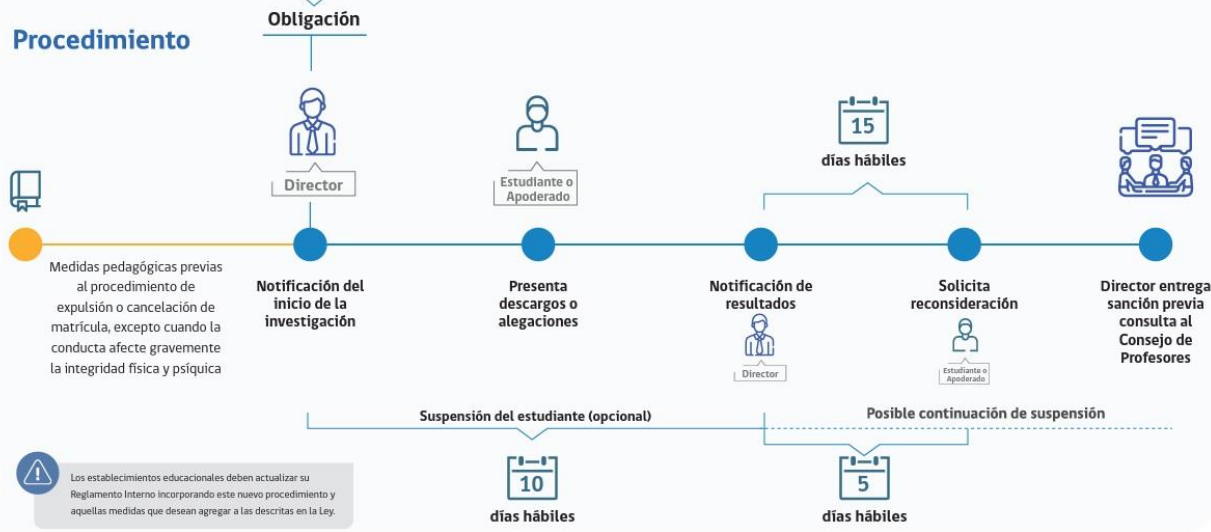 Procedimiento
Obligación
Director
Estudiante o
Apoderado
15
días hábiles
Medidas pedagógicas previas
al procedimiento de
expulsión o cancelación de
matrícula, excepto cuando la
conducta afecte gravemente
la integridad física y psíquica
Notificación del
inicio de la
investigación
Presenta
descargos o
alegaciones
Notificación de
resultados
Director
Solicita
reconsideración
Estudiante o
Apoderado
Director entrega
sanción previa
consulta al
Consejo de
Profesores
Suspensión del estudiante (opcional)
Posible continuación de suspensión
10
días hábiles
5
días hábiles
Los establecimientos educacionales deben actualizar su
Reglamento Interno incorporando este nuevo procedimiento y
aquellas medidas que desean agregar a las descritas en la Ley.